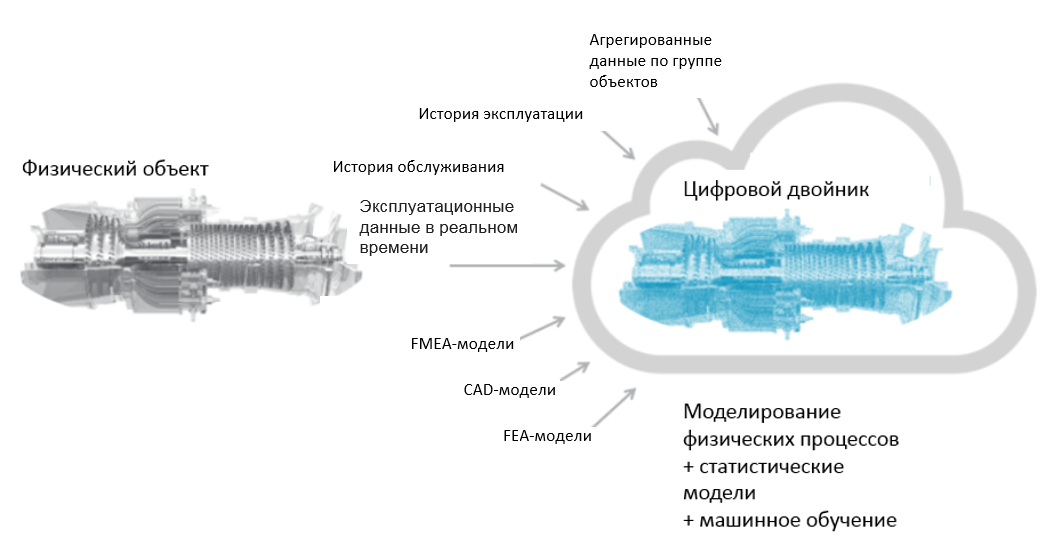 Агрегированные
данные по группе
объектов
История эксплуатации
Физический объект
История обслуживания
Цифровой двойник
Эксплуатационные
данные в реальном
времени
FMEA-модели
CAD-модели
FEA-модели
Моделирование
физических процессов
+ статистические
модели
+ машинное обучение